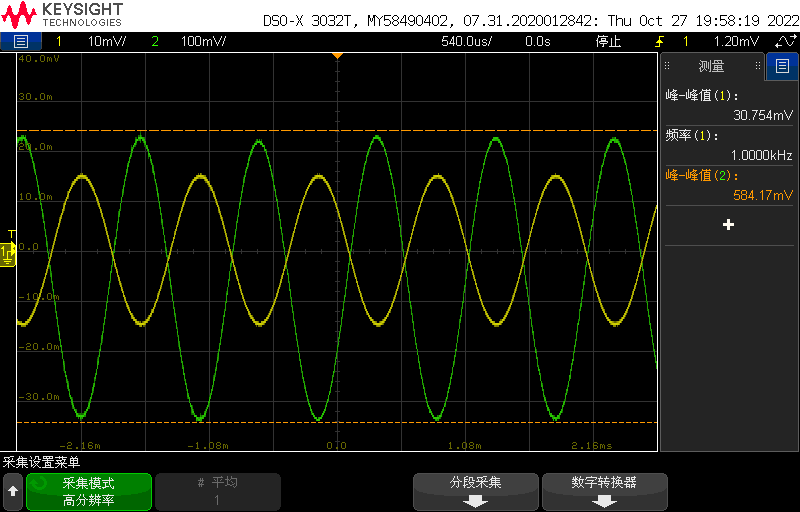 KEYSIGHT
TECHNOLOGIES
DSO-X 3032T, MY58490402, 07.31.2020012842: Thu Oct 27 19:58:19 2022
1 10mV/ 2 100mV/ 540.0us/ 0.0s 停止 1 1.20mV
40.0mV
30.0m
20.0m
10.0m
0.0
-10.0m
-20.0m
-30.0m
T
1
-2.16m -1.08m 0.0 1.08m 2.16ms
测量
峰-峰值(1):
30.754mV
频率(1):
1.0000kHz
峰-峰值(2):
584.17mV
+
采集设置菜单
采集模式
高分辨率
# 平均
1
分段采集
数字转换器